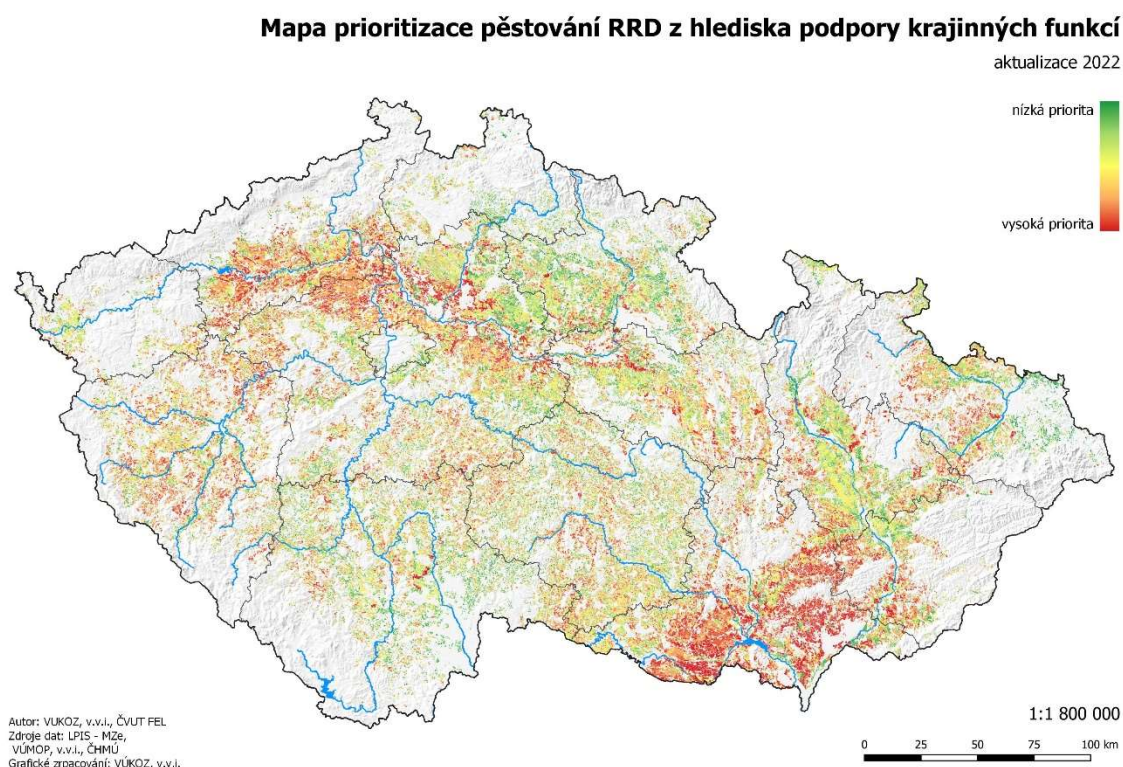 Mapa prioritizace pěstování RRD z hlediska podpory krajinných funkcí
aktualizace 2022
nízká priorita
vysoká priorita
Autor: VUKOZ, v.v.i., ČVUT FEL
Zdroje dat: LPIS - MZe,
VÚMOP, v.v.i., ČHMÚ
Grafické zpracování: VÚKOZ, v.v.i.
1:1 800 000
0 25 50 75 100 km